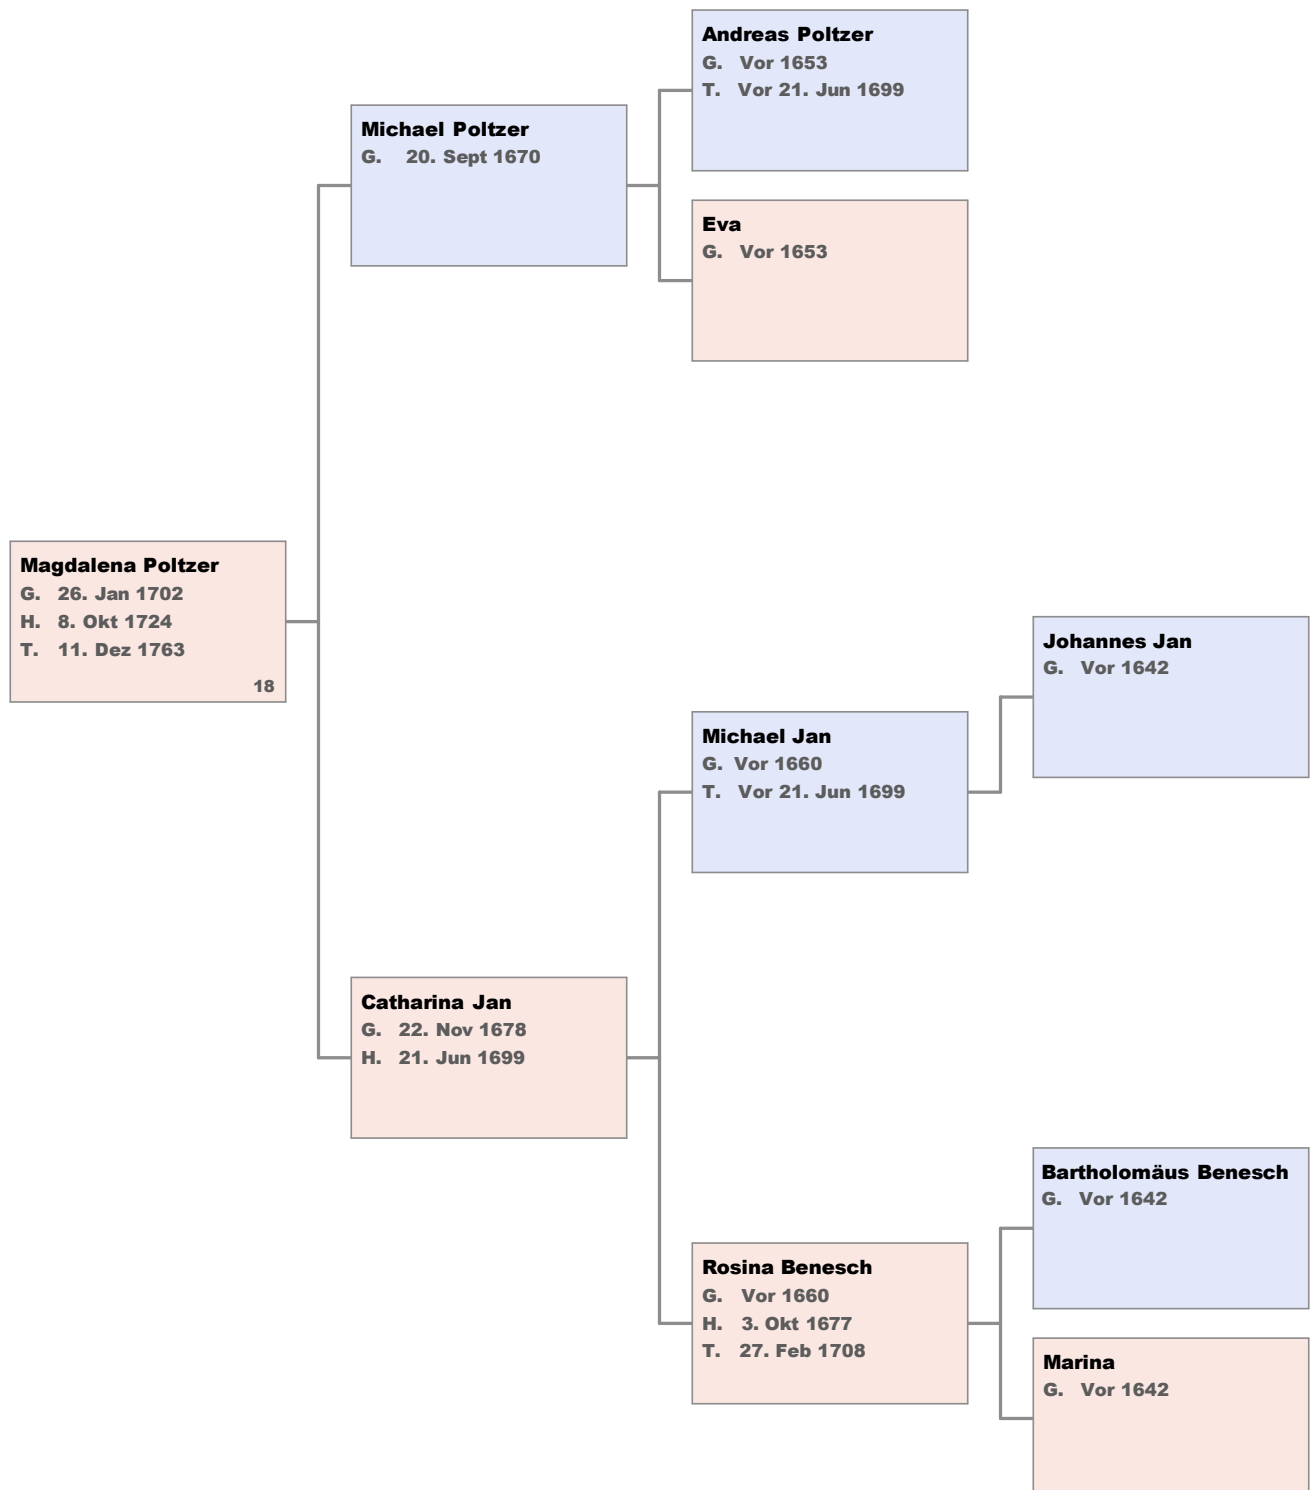 Andreas Poltzer
G. Vor 1653
T. Vor 21. Jun 1699
Michael Poltzer
G. 20. Sept 1670
Eva
G. Vor 1653
Magdalena Poltzer
G. 26. Jan 1702
H. 8. Okt 1724
T. 11. Dez 1763
18
Johannes Jan
G. Vor 1642
Michael Jan
G. Vor 1660
T. Vor 21. Jun 1699
Catharina Jan
G. 22. Nov 1678
H. 21. Jun 1699
Bartholomäus Benesch
G. Vor 1642
Rosina Benesch
G. Vor 1660
H. 3. Okt 1677
T. 27. Feb 1708
Marina
G. Vor 1642